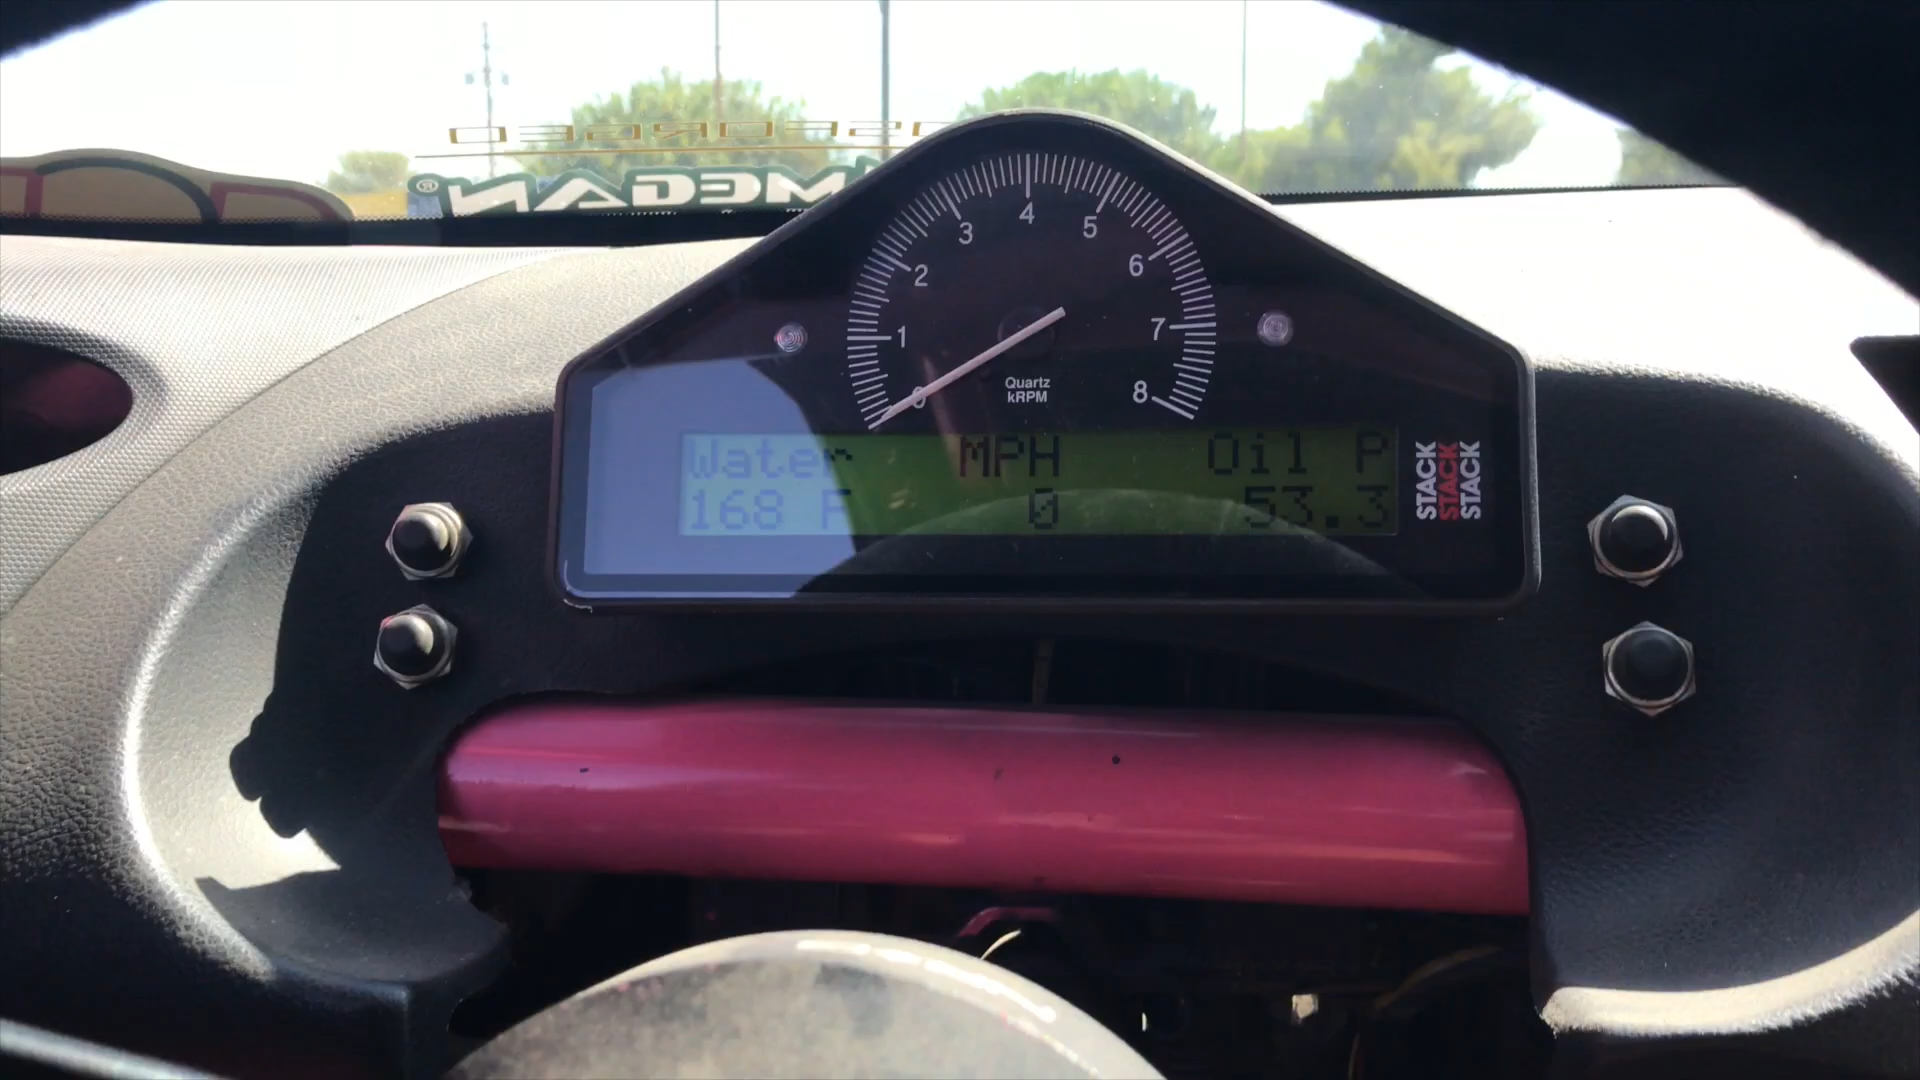 MEGAN®
4
3
5
2
6
1
7
0
8
Quartz
kRPM
Water MPH Oil P
168 F 0 53.3
STACK
STACK
STACK